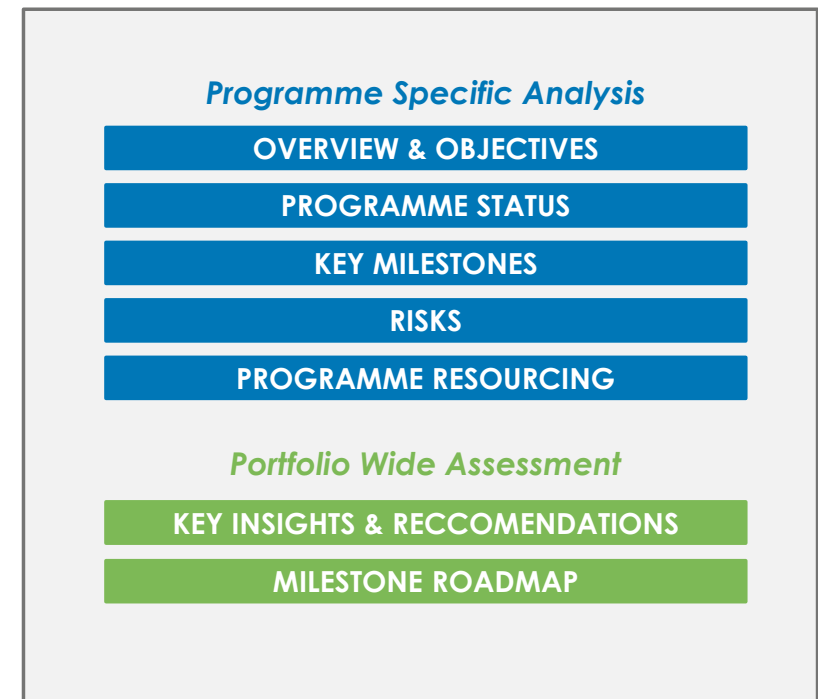 Programme Specific Analysis
OVERVIEW & OBJECTIVES
PROGRAMME STATUS
KEY MILESTONES
RISKS
PROGRAMME RESOURCING
Portfolio Wide Assessment
KEY INSIGHTS & RECCOMENDATIONS
MILESTONE ROADMAP